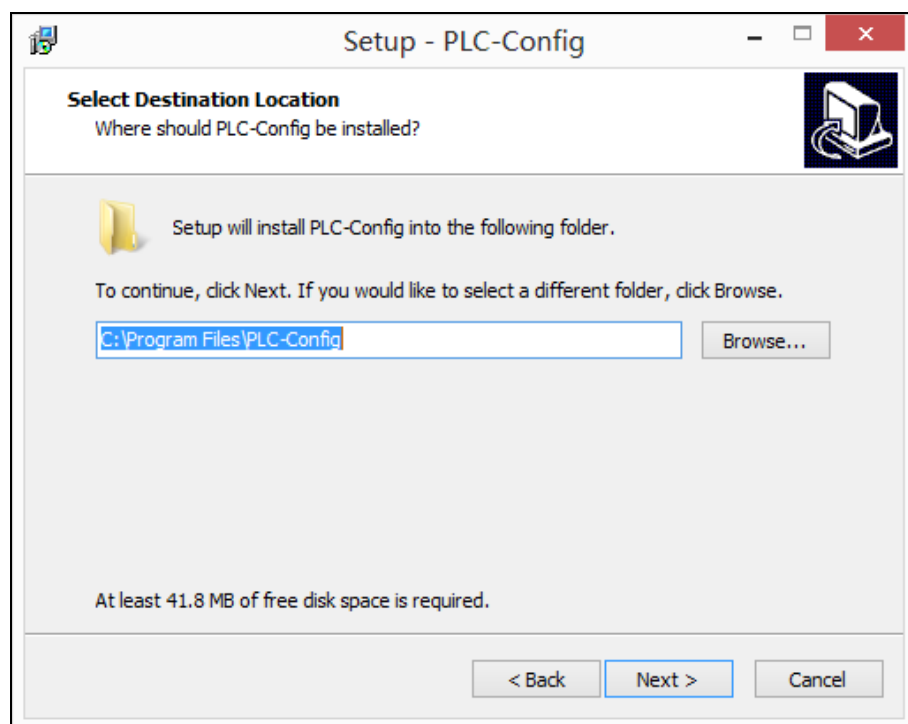 Setup - PLC-Config
Select Destination Location
Where should PLC-Config be installed?
Setup will install PLC-Config into the following folder.
To continue, click Next. If you would like to select a different folder, click Browse.
C:\Program Files\PLC-Config
Browse...
At least 41.8 MB of free disk space is required.
< Back
Next >
Cancel